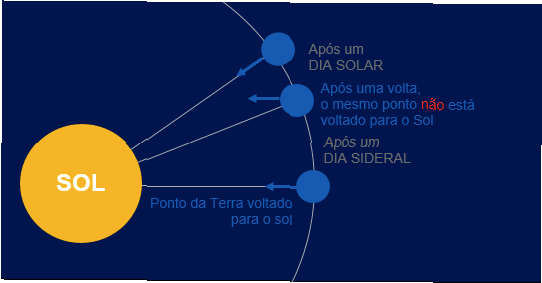 Após um
DIA SOLAR
Após uma volta,
o mesmo ponto não está
voltado para o Sol
Após um
DIA SIDERAL
SOL
Ponto da Terra voltado
para o sol